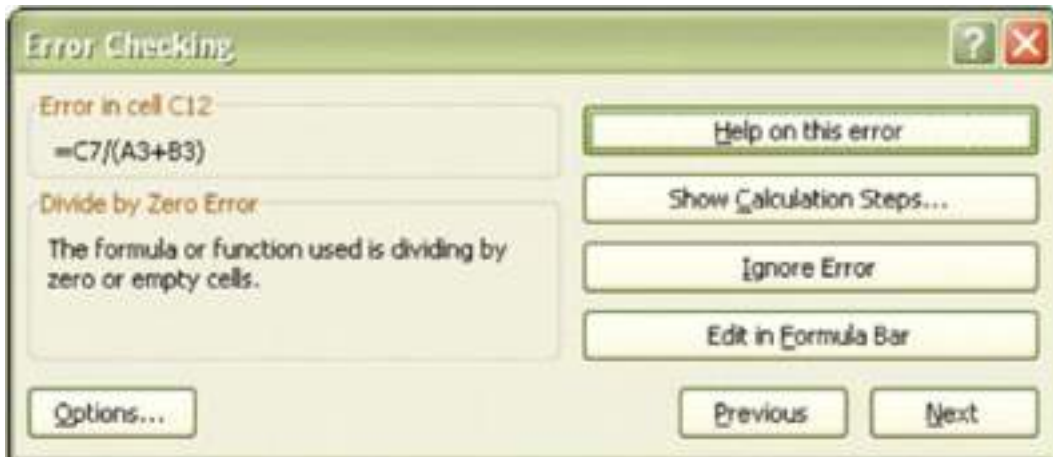 Error Checking
Error in cell C12
=C7/(A3+B3)
Divide by Zero Error
The formula or function used is dividing by
zero or empty cells.
Help on this error
Show Calculation Steps...
Ignore Error
Edit in Formula Bar
Options...
Previous
Next